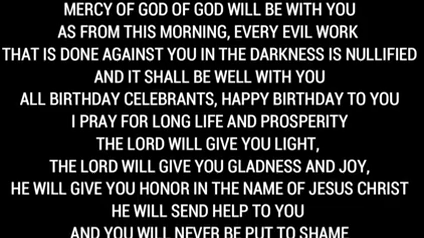 MERCY OF GOD OF GOD WILL BE WITH YOU
AS FROM THIS MORNING, EVERY EVIL WORK
THAT IS DONE AGAINST YOU IN THE DARKNESS IS NULLIFIED
AND IT SHALL BE WELL WITH YOU
ALL BIRTHDAY CELEBRANTS, HAPPY BIRTHDAY TO YOU
I PRAY FOR LONG LIFE AND PROSPERITY
THE LORD WILL GIVE YOU LIGHT,
THE LORD WILL GIVE YOU GLADNESS AND JOY,
HE WILL GIVE YOU HONOR IN THE NAME OF JESUS CHRIST
HE WILL SEND HELP TO YOU
AND YOU WILL NEVER BE PUT TO SHAME